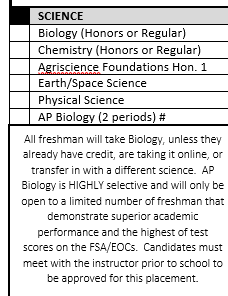 SCIENCE
Biology (Honors or Regular)
Chemistry (Honors or Regular)
Agriscience Foundations Hon. 1
Earth/Space Science
Physical Science
AP Biology (2 periods) #
All freshman will take Biology, unless they
already have credit, are taking it online, or
transfer in with a different science. AP
Biology is HIGHLY selective and will only be
open to a limited number of freshman that
demonstrate superior academic
performance and the highest of test
scores on the FSA/EOCs. Candidates must
meet with the instructor prior to school to
be approved for this placement.